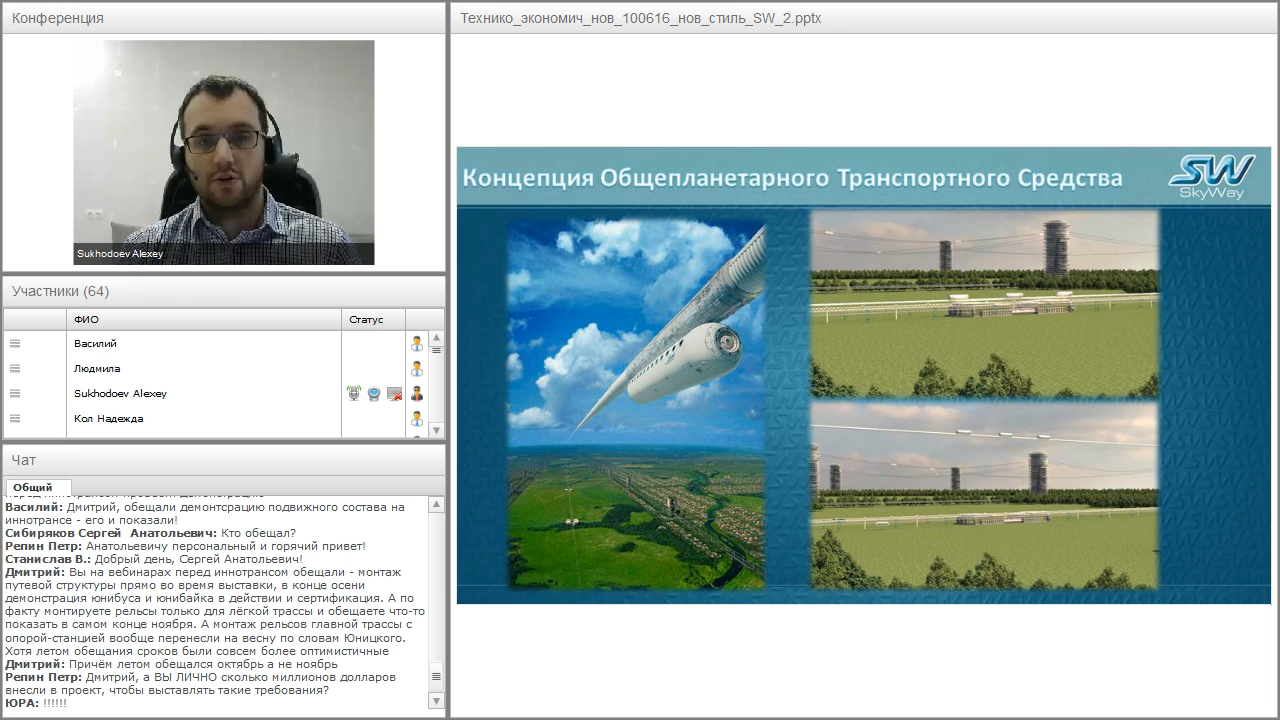 Конференция
Sukhodoev Alexey
Участники (64)
ФИО
Статус
Василий
Людмила
Sukhodoev Alexey
Кол Надежда
Чат
Общий
Василий: Дмитрий, обещали демонстрацию подвижного состава на
иннотрансе - его и показали!
Сибиряков Сергей Анатольевич: Кто обещал?
Репин Петр: Анатольевичу персональный и горячий привет!
Станислав В.: Добрый день, Сергей Анатольевич!
Дмитрий: Вы на вебинарах перед иннотрансом обещали - монтаж
путевой структуры прямо во время выставки, в конце осени
демонстрация юнибуса и юнибайка в действии и сертификация. А по
факту монтируете рельсы только для лёгкой трассы и обещаете что-то
показать в самом конце ноября. А монтаж рельсов главной трассы с
опорой-станцией вообще перенесли на весну по словам Юницкого.
Хотя летом обещания сроков были совсем более оптимистичные
Дмитрий: Причём летом обещался октябрь а не ноябрь
Репин Петр: Дмитрий, а ВЫ ЛИЧНО сколько миллионов долларов
внесли в проект, чтобы выставлять такие требования?
ЮРА: !!!!!!
Технико_экономич_нов_100616_нов_стиль_SW_2.pptx
Концепция Общепланетарного Транспортного Средства
SW
SkyWay